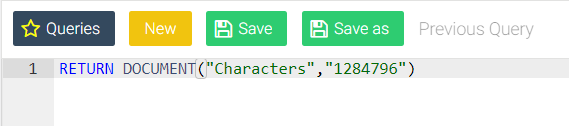 Queries New Save Save as Previous Query
1 RETURN DOCUMENT("Characters","1284796")